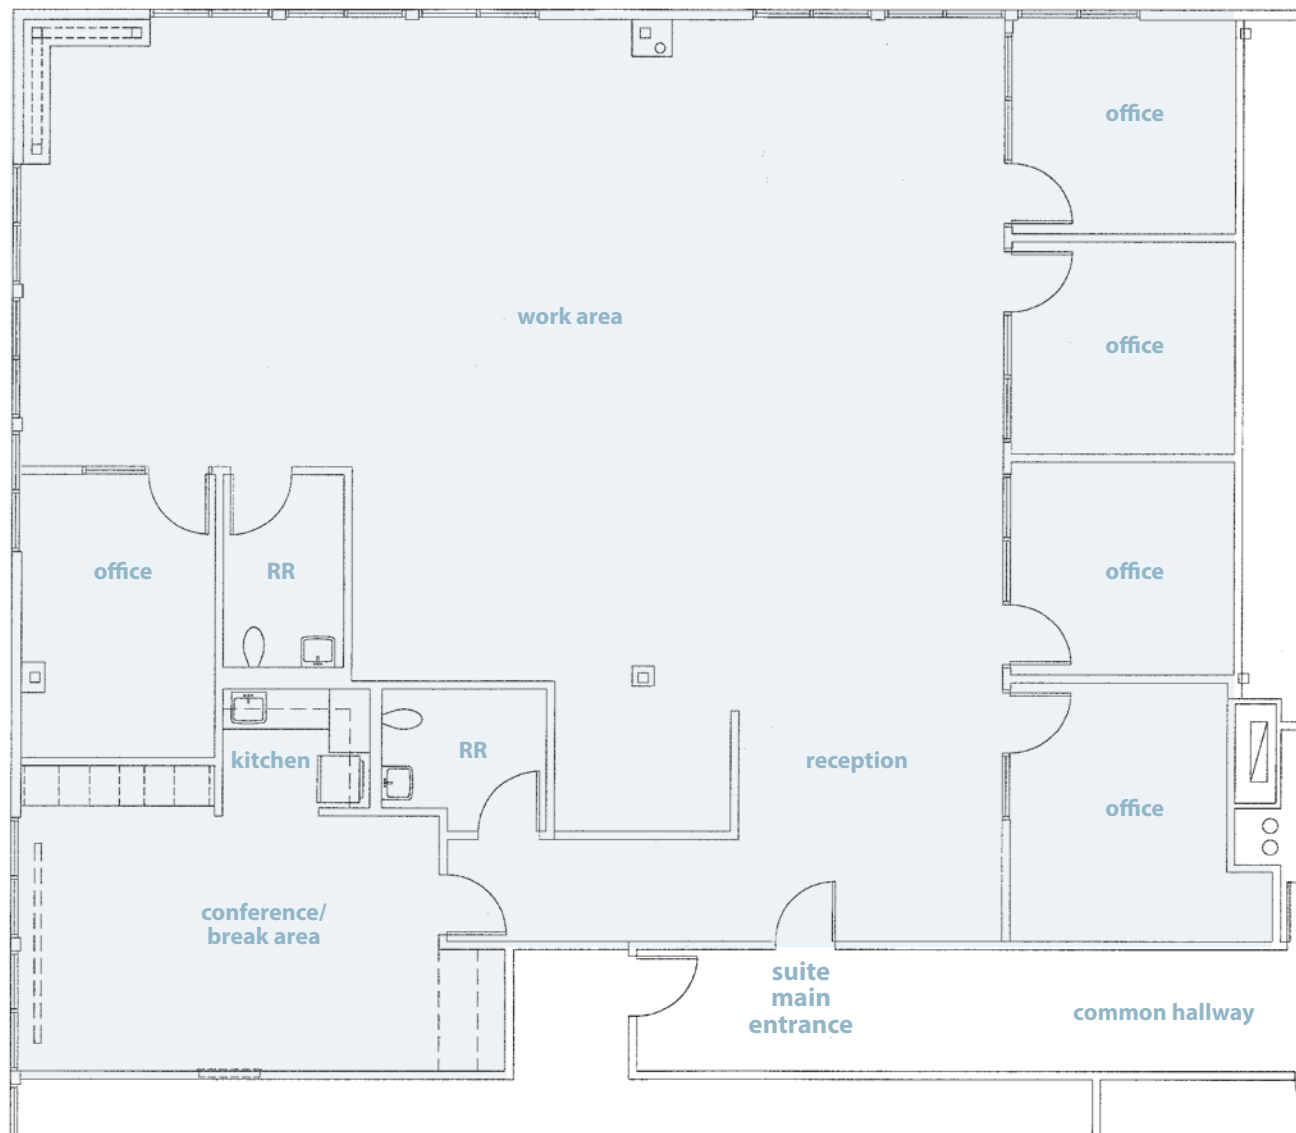 office
work area
office
office
RR
office
kitchen
RR
reception
office
conference/
break area
suite
main
entrance
common hallway